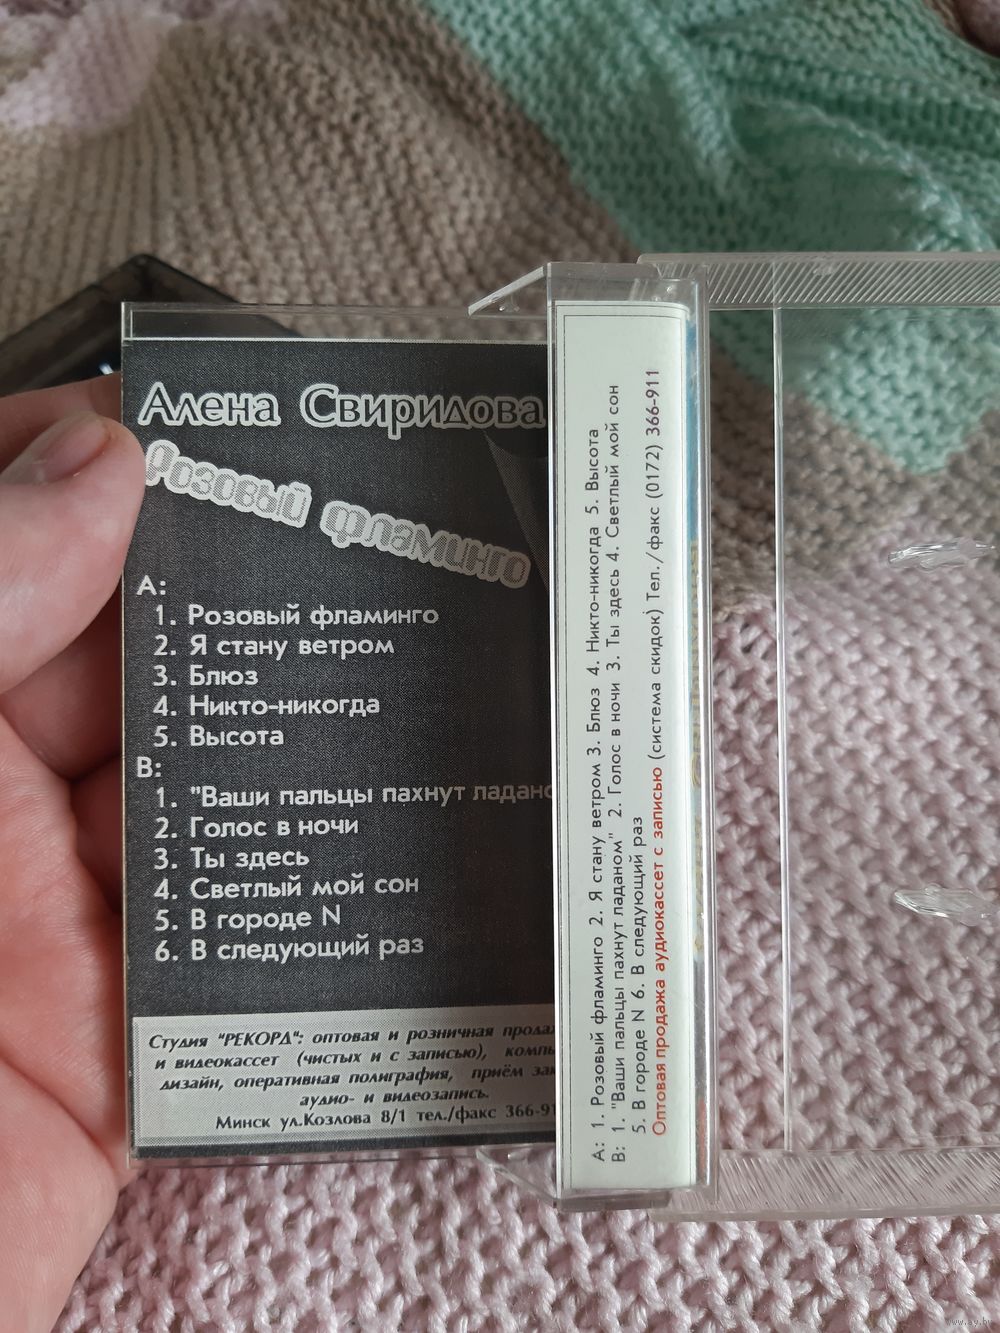 Алена Свиридова
Розовый фламинго
А:
1. Розовый фламинго
2. Я стану ветром
3. Блюз
4. Никто-никогда
5. Высота
В:
1. "Ваши пальцы пахнут ладано
2. Голос в ночи
3. Ты здесь
4. Светлый мой сон
5. В городе N
6. В следующий раз
Студия "РЕКОРД": оптовая и розничная прода
и видеокассет (чистых и с записью), комп
дизайн, оперативная полиграфия, приём за
аудио- и видеозапись.
Минск ул.Козлова 8/1 тел./факс 366-91
А: 1. Розовый фламинго 2. Я стану ветром 3. Блюз 4. Никто-никогда 5. Высота
В: 1. "Ваши пальцы пахнут ладаном" 2. Голос в ночи 3. Ты здесь 4. Светлый мой сон
5. В городе N 6. В следующий раз
Оптовая продажа аудиокассет с записью (система скидок) Тел./факс (0172) 366-911
www.ay.by